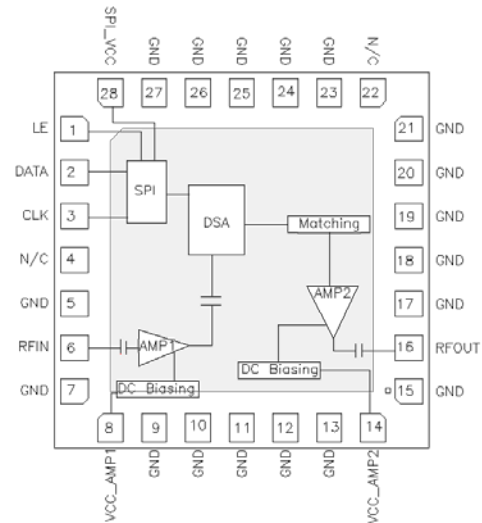 SPI_VCC GND GND GND GND GND N/C
28 27 26 25 24 23 22
LE 1 21 GND
DATA 2 20 GND
SPI
CLK 3 19 GND
DSA
Matching
N/C 4 18 GND
GND 5 17 GND
AMP2
RFIN 6 16 RFOUT
AMP1
DC Biasing
GND 7 15 GND
DC Biasing
8 9 10 11 12 13 14
VCC_AMP1 GND GND GND GND GND VCC_AMP2